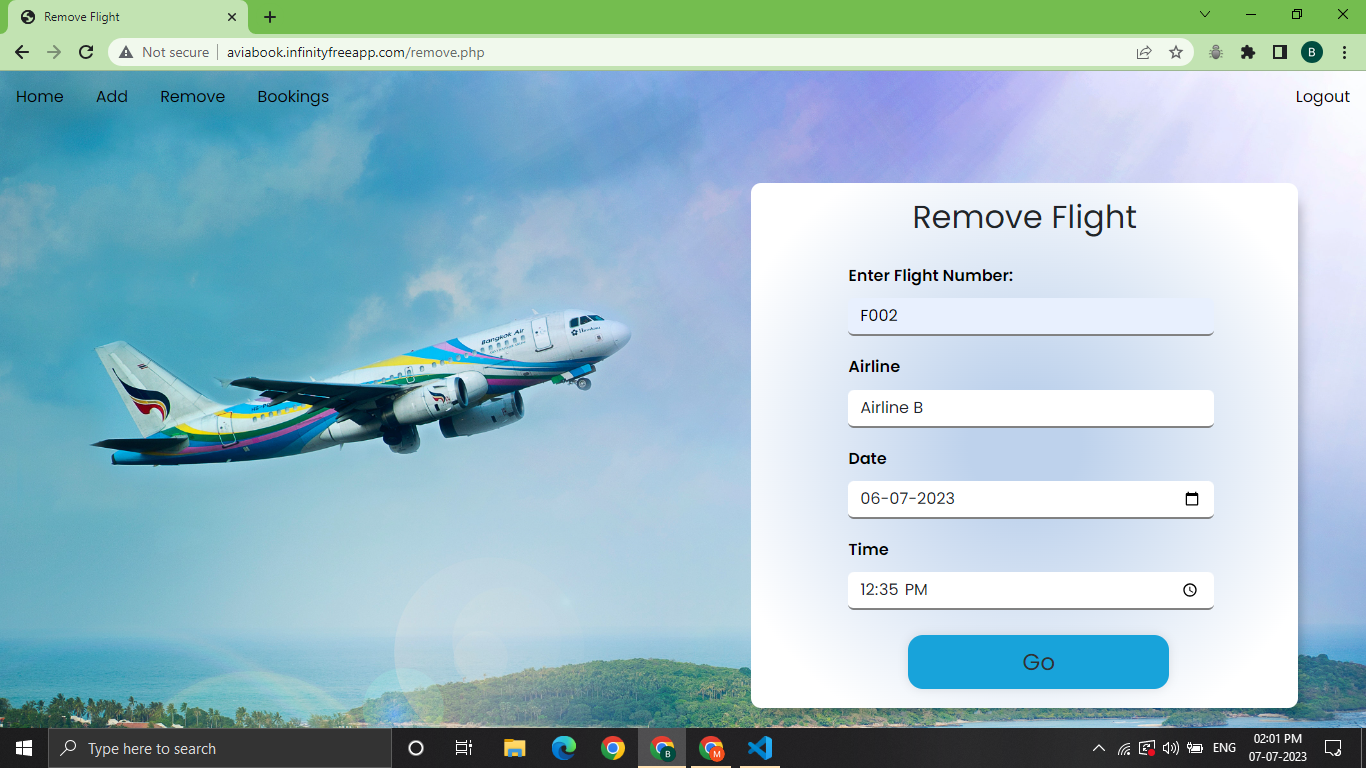 Remove Flight
Not secure
aviabook.infinityfreeapp.com/remove.php
B
Home Add Remove Bookings Logout
Remove Flight
Enter Flight Number:
F002
Airline
Airline B
Date
06-07-2023
Time
12:35 PM
Go
Bangkok Air
Type here to search
B
M
ENG
02:01 PM
07-07-2023